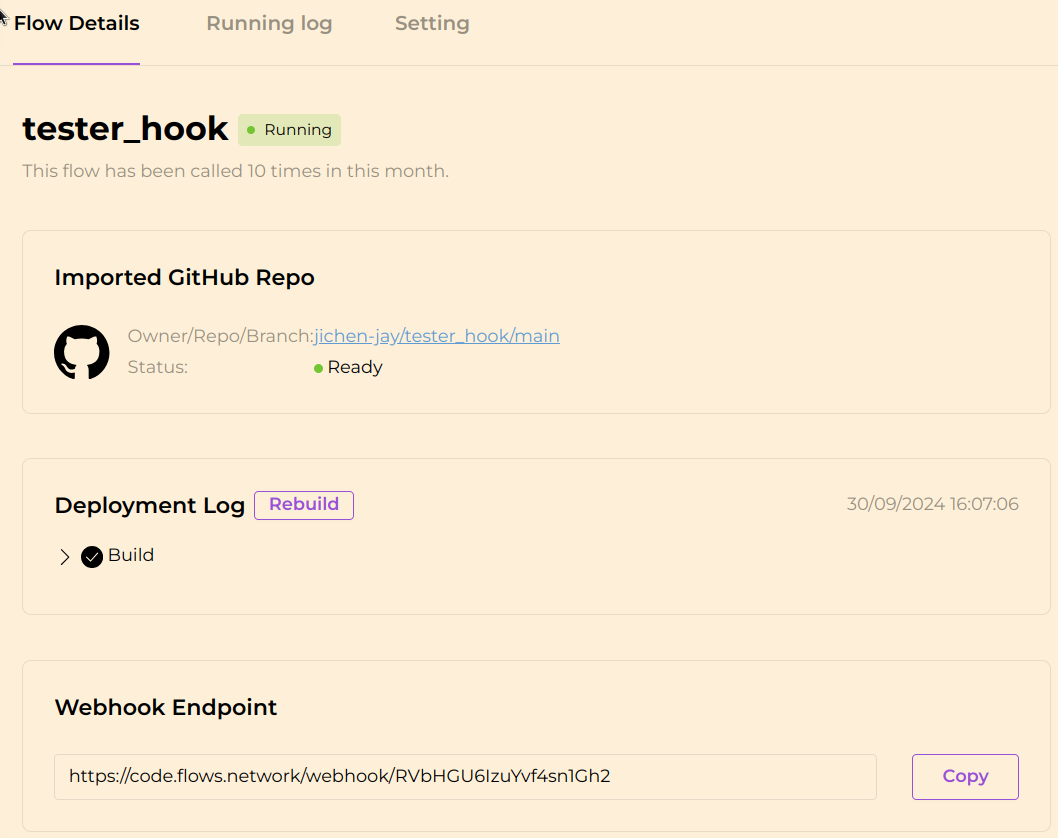 Flow Details Running log Setting
tester_hook Running
This flow has been called 10 times in this month.
Imported GitHub Repo
Owner/Repo/Branch:jichen-jay/tester_hook/main
Status: Ready
Deployment Log Rebuild 30/09/2024 16:07:06
Build
Webhook Endpoint
https://code.flows.network/webhook/RVbHGU6IzuYvf4sn1Gh2 Copy